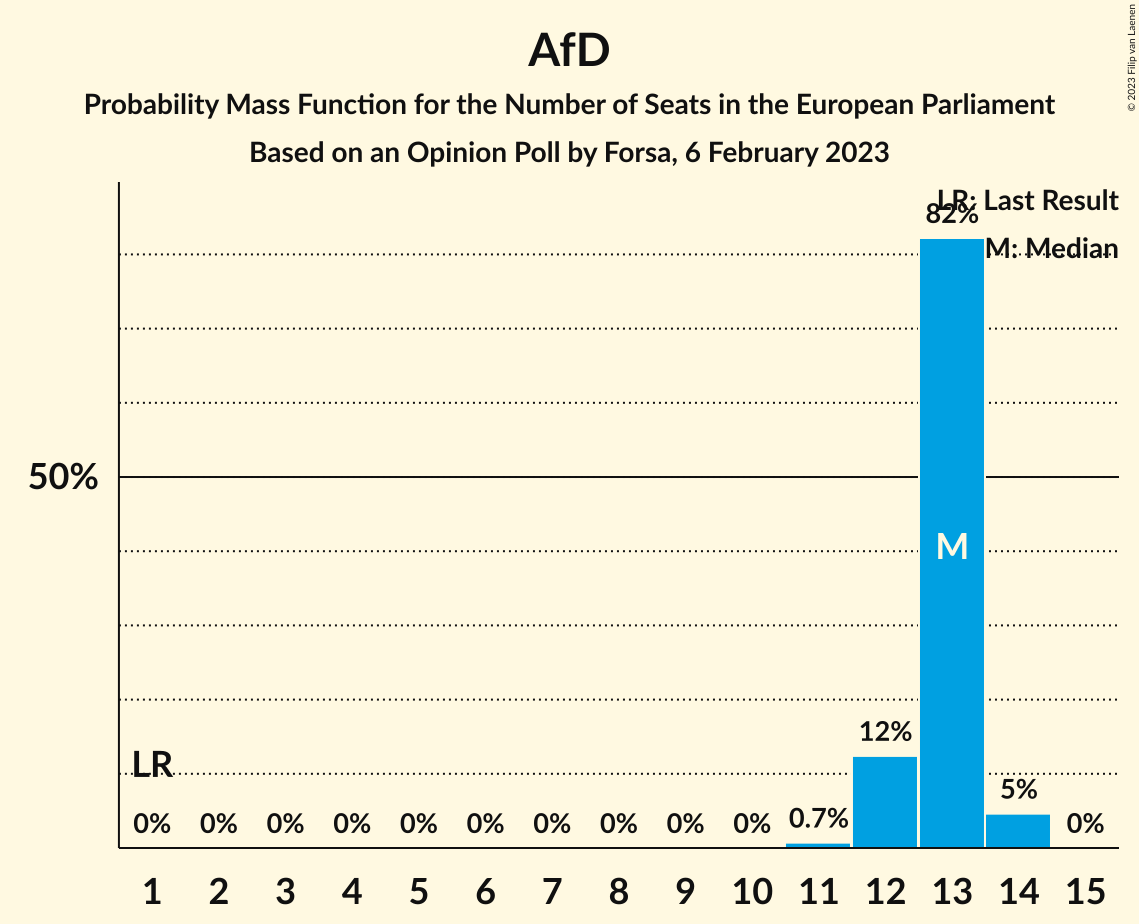 AfD
Probability Mass Function for the Number of Seats in the European Parliament
Based on an Opinion Poll by Forsa, 6 February 2023
© 2023 Filip van Laenen
LR: Last Result
M: Median
82%
50%
M
12%
LR
5%
0% 0% 0% 0% 0% 0% 0% 0% 0% 0% 0.7% 0%
1 2 3 4 5 6 7 8 9 10 11 12 13 14 15